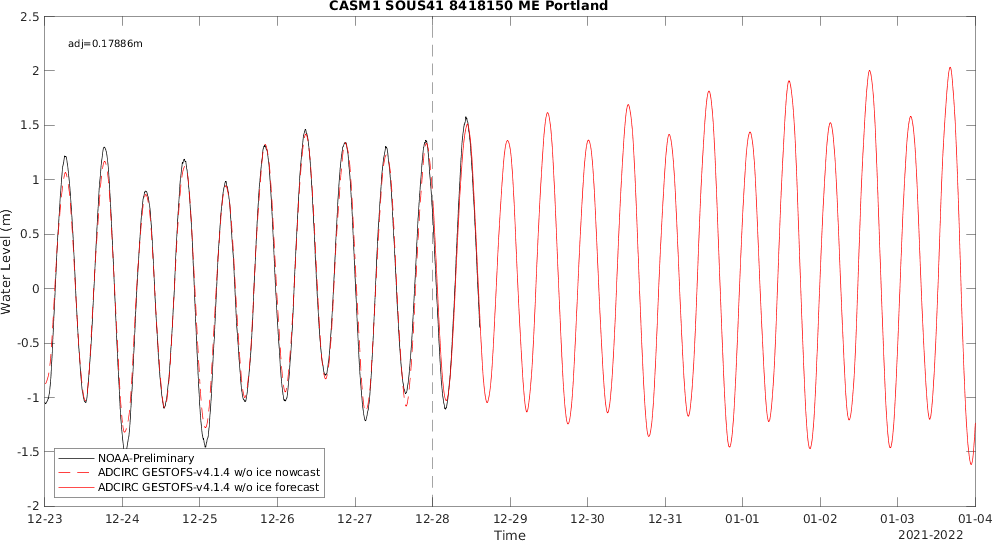 CASM1 SOUS41 8418150 ME Portland
2.5
adj=0.17886m
2
1.5
1
0.5
0
-0.5
-1
-1.5
-2
Water Level (m)
NOAA-Preliminary
ADCIRC GESTOFS-v4.1.4 w/o ice nowcast
ADCIRC GESTOFS-v4.1.4 w/o ice forecast
12-23 12-24 12-25 12-26 12-27 12-28 12-29 12-30 12-31 01-01 01-02 01-03 01-04
Time
2021-2022